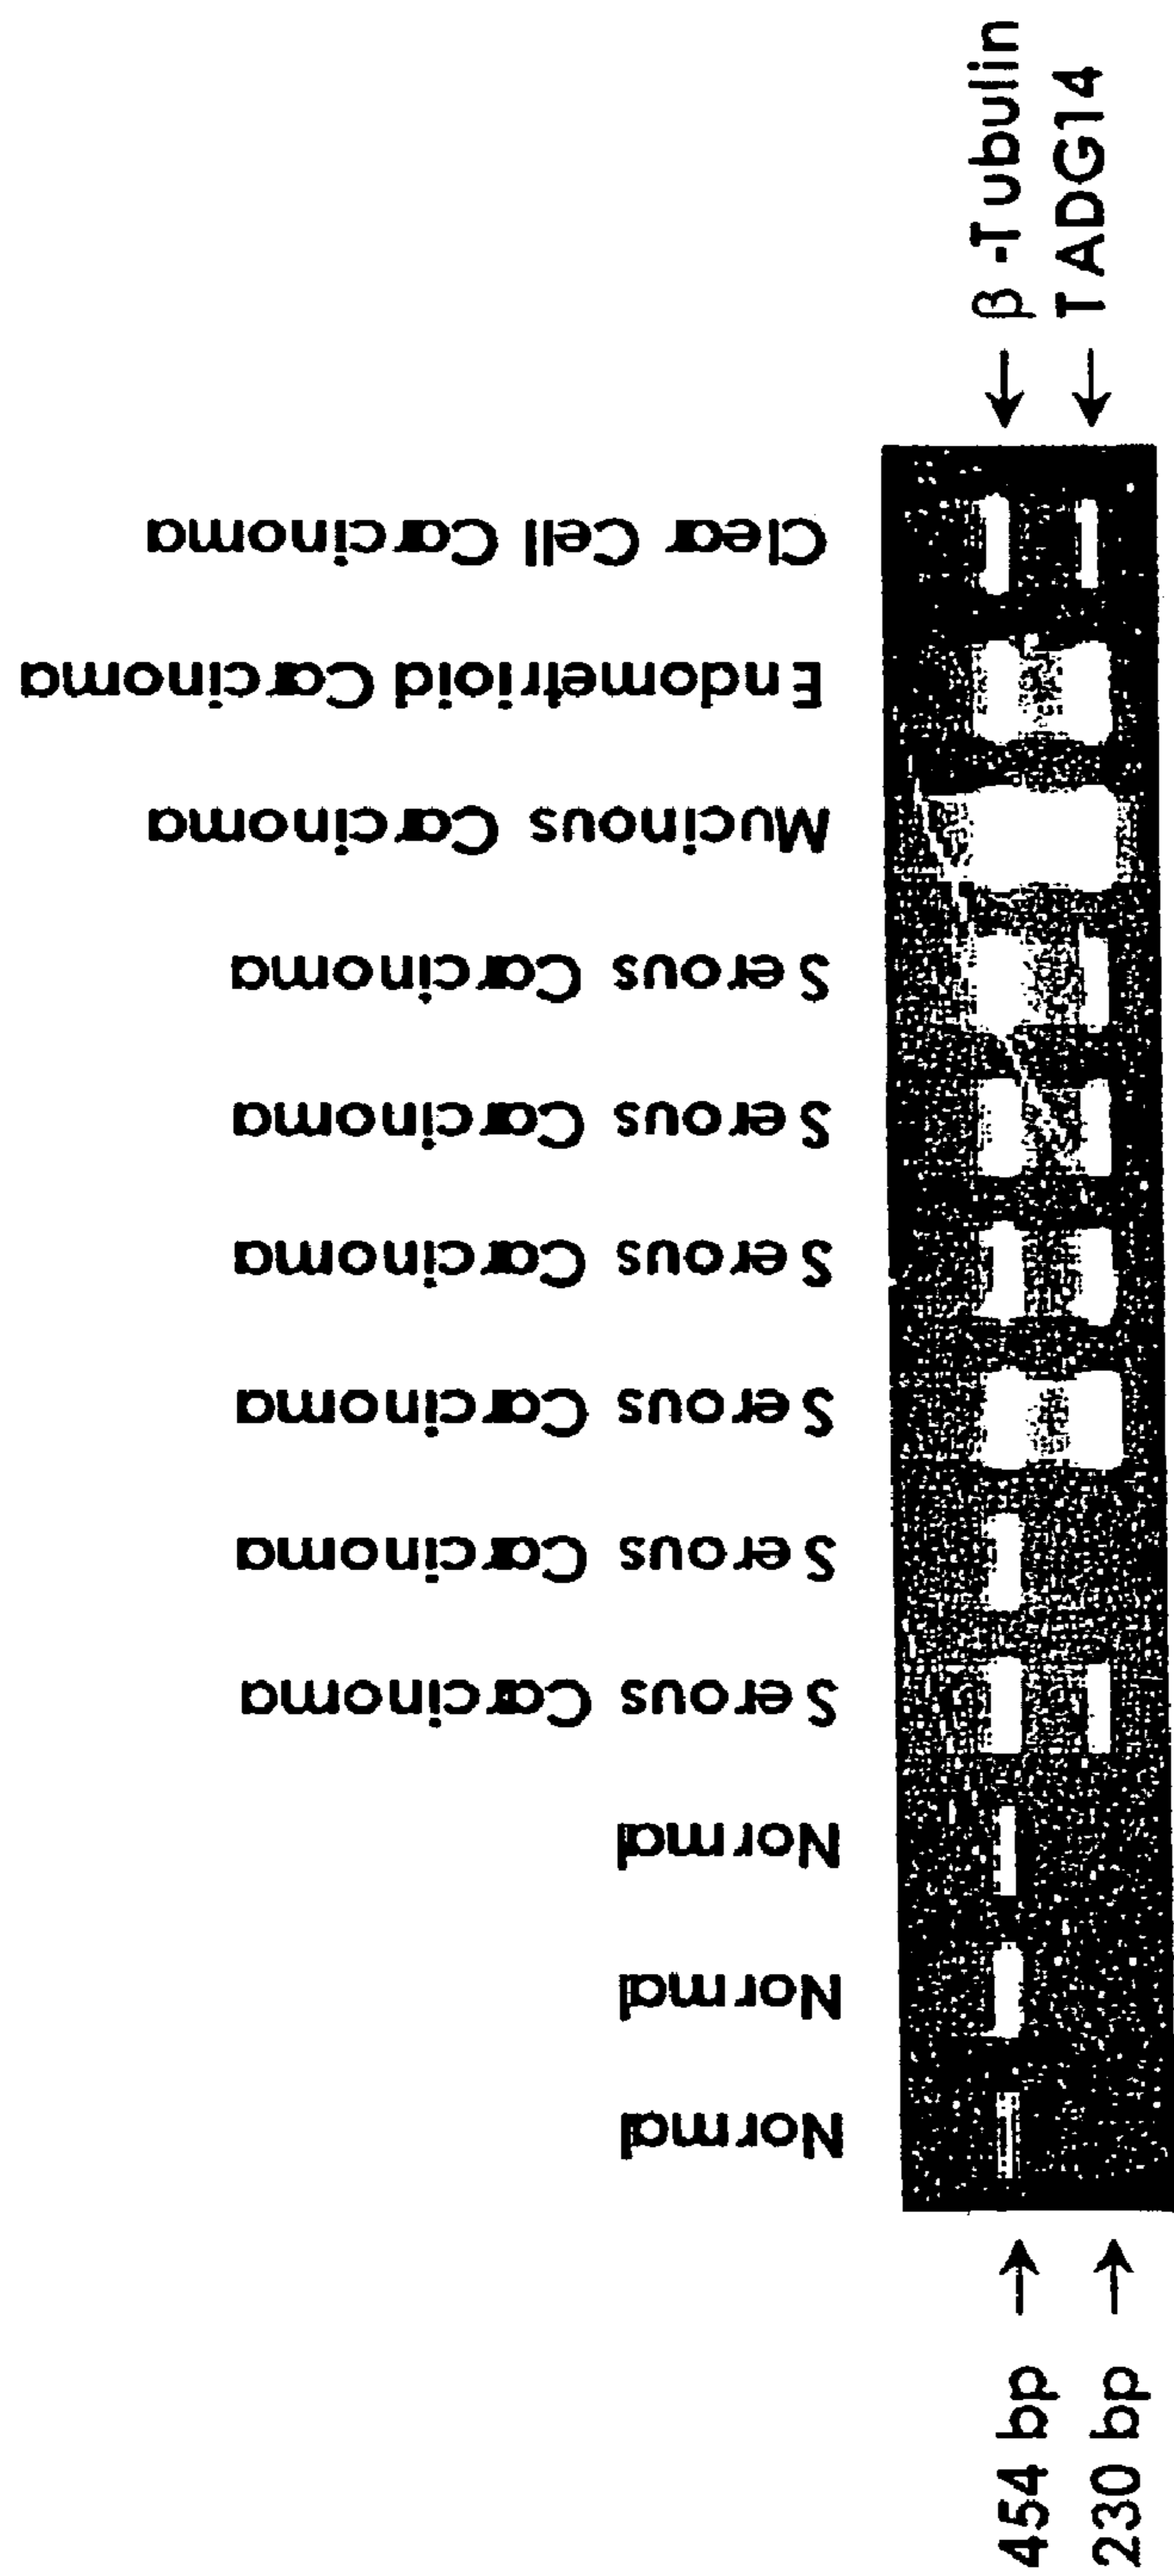 Normal
Normal
Normal
Serous Carcinoma
Serous Carcinoma
Serous Carcinoma
Serous Carcinoma
Serous Carcinoma
Serous Carcinoma
Mucinous Carcinoma
Endometrioid Carcinoma
Clear Cell Carcinoma
454 bp
230 bp
β-Tubulin
TADG14